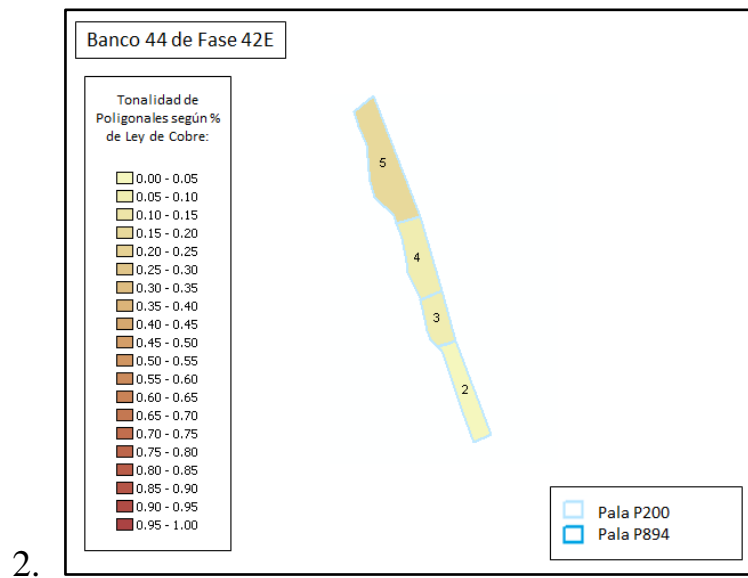 Banco 44 de Fase 42E
Tonalidad de
Poligonales según %
de Ley de Cobre:
0.00 - 0.05
0.05 - 0.10
0.10 - 0.15
0.15 - 0.20
0.20 - 0.25
0.25 - 0.30
0.30 - 0.35
0.35 - 0.40
0.40 - 0.45
0.45 - 0.50
0.50 - 0.55
0.55 - 0.60
0.60 - 0.65
0.65 - 0.70
0.70 - 0.75
0.75 - 0.80
0.80 - 0.85
0.85 - 0.90
0.90 - 0.95
0.95 - 1.00
5
4
3
2
Pala P200
Pala P894
2.